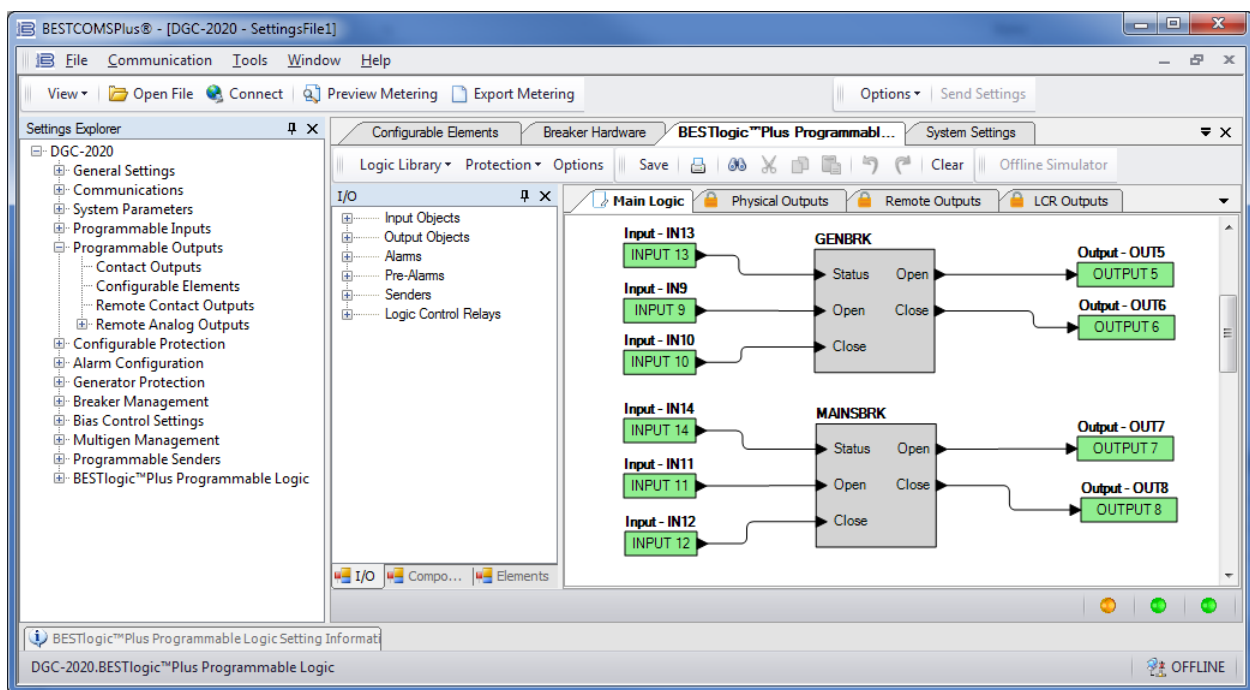 BESTCOMSPlus® - [DGC-2020 - SettingsFile1]
File Communication Tools Window Help
View Open File Connect Preview Metering Export Metering Options Send Settings
Settings Explorer
DGC-2020
General Settings
Communications
System Parameters
Programmable Inputs
Programmable Outputs
Contact Outputs
Configurable Elements
Remote Contact Outputs
Remote Analog Outputs
Configurable Protection
Alarm Configuration
Generator Protection
Breaker Management
Bias Control Settings
Multigen Management
Programmable Senders
BESTlogic™Plus Programmable Logic
Configurable Elements Breaker Hardware BESTlogic™Plus Programmabl... System Settings
Logic Library Protection Options Save Clear Offline Simulator
I/O
Input Objects
Output Objects
Alarms
Pre-Alarms
Senders
Logic Control Relays
I/O Compo... Elements
Main Logic Physical Outputs Remote Outputs LCR Outputs
Input - IN13
INPUT 13
Input - IN9
INPUT 9
Input - IN10
INPUT 10
GENBRK
Status Open
Open Close
Close
Output - OUT5
OUTPUT 5
Output - OUT6
OUTPUT 6
Input - IN14
INPUT 14
Input - IN11
INPUT 11
Input - IN12
INPUT 12
MAINSBRK
Status Open
Open Close
Close
Output - OUT7
OUTPUT 7
Output - OUT8
OUTPUT 8
BESTlogic™Plus Programmable Logic Setting Informati
DGC-2020.BESTlogic™Plus Programmable Logic
OFFLINE